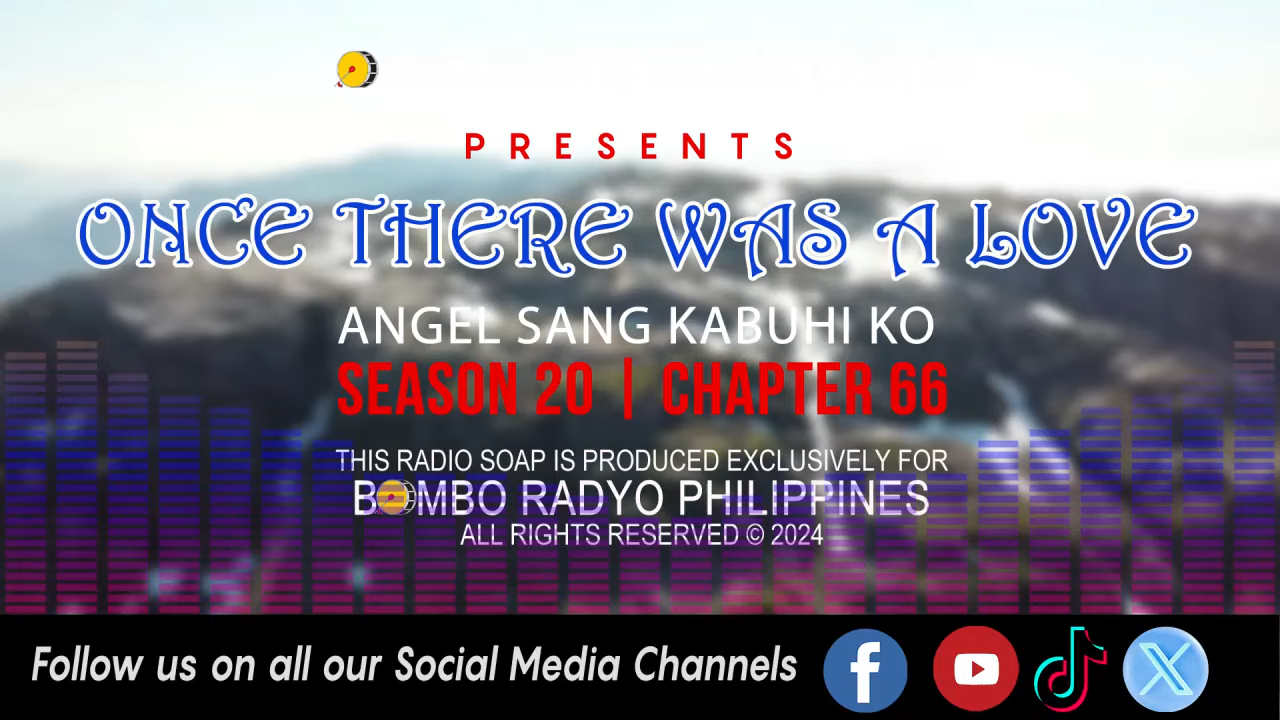 PRESENTS
ONCE THERE WAS A LOVE
ANGEL SANG KABUHI KO
SEASON 20 | CHAPTER 66
THIS RADIO SOAP IS PRODUCED EXCLUSIVELY FOR
BOMBO RADYO PHILIPPINES
ALL RIGHTS RESERVED © 2024
Follow us on all our Social Media Channels